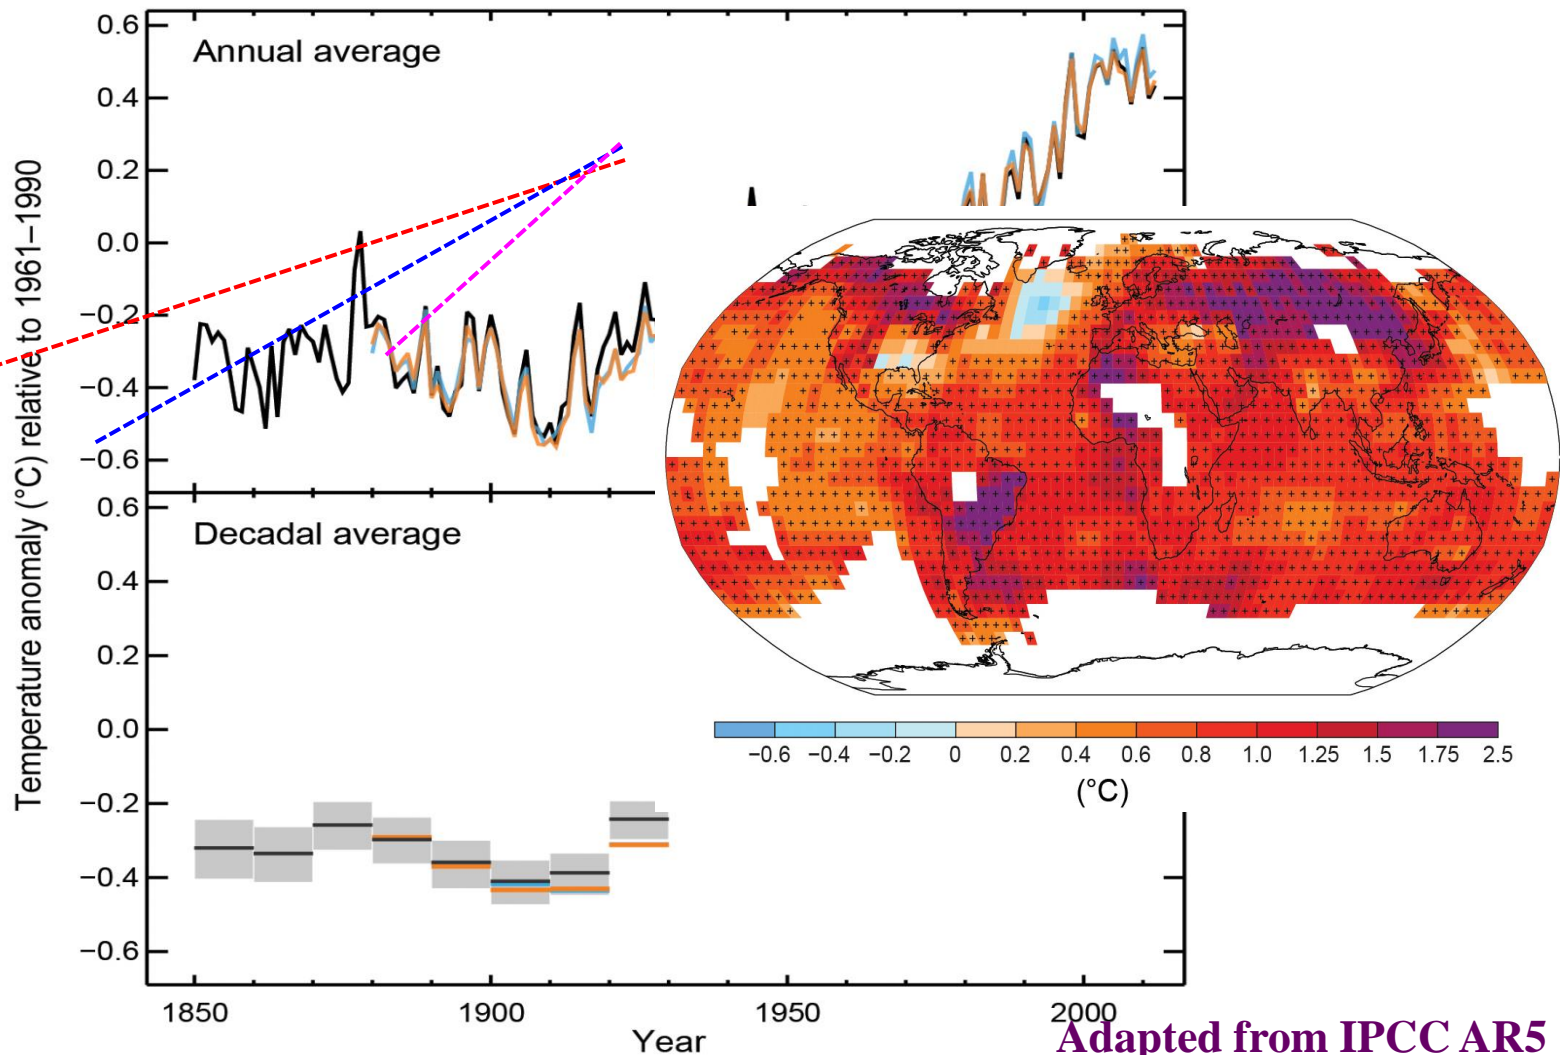 Annual average
0.6
0.4
0.2
0.0
−0.2
−0.4
−0.6
Temperature anomaly (°C) relative to 1961–1990
Decadal average
0.6
0.4
0.2
0.0
−0.2
−0.4
−0.6
−0.6 −0.4 −0.2 0 0.2 0.4 0.6 0.8 1.0 1.25 1.5 1.75 2.5
(°C)
1850 1900 1950 2000
Year
Adapted from IPCC AR5